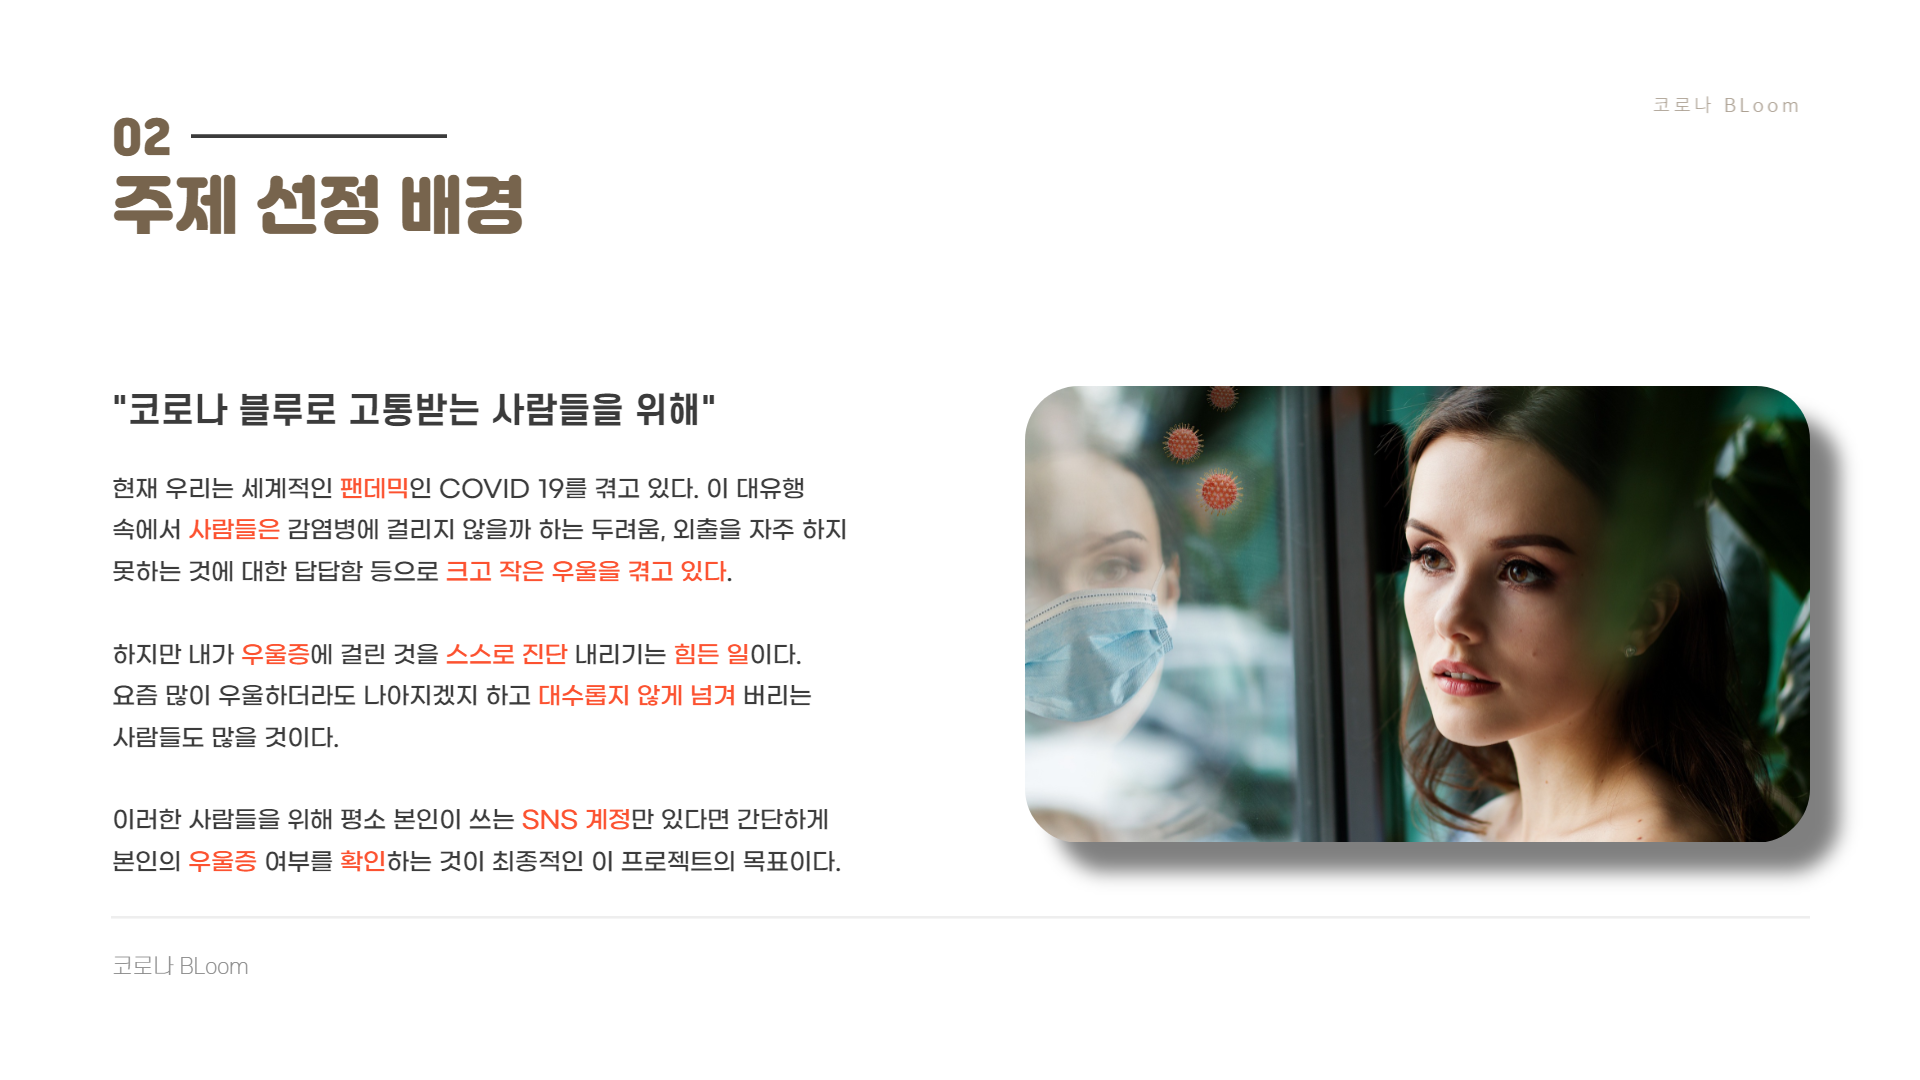 코로나 BLoom
02
주제 선정 배경
"코로나 블루로 고통받는 사람들을 위해"
현재 우리는 세계적인 팬데믹인 COVID 19를 겪고 있다. 이 대유행
속에서 사람들은 감염병에 걸리지 않을까 하는 두려움, 외출을 자주 하지
못하는 것에 대한 답답함 등으로 크고 작은 우울을 겪고 있다.
하지만 내가 우울증에 걸린 것을 스스로 진단 내리기는 힘든 일이다.
요즘 많이 우울하더라도 나아지겠지 하고 대수롭지 않게 넘겨 버리는
사람들도 많을 것이다.
이러한 사람들을 위해 평소 본인이 쓰는 SNS 계정만 있다면 간단하게
본인의 우울증 여부를 확인하는 것이 최종적인 이 프로젝트의 목표이다.
코로나 BLoom